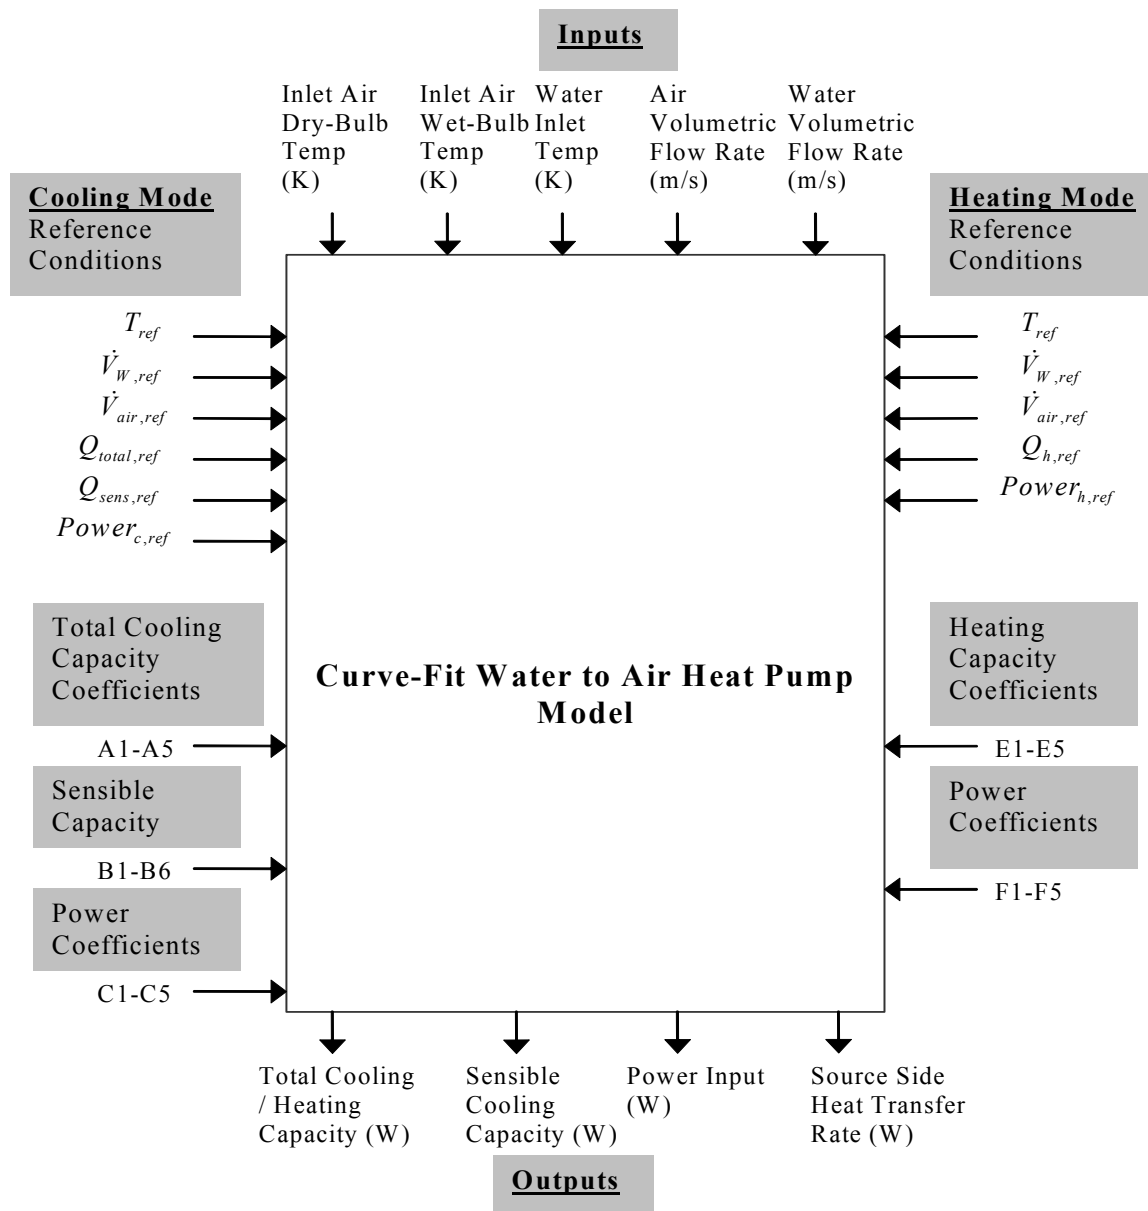 Inputs
Inlet Air
Dry-Bulb
Temp
(K)
Inlet Air
Wet-Bulb
Temp
(K)
Water
Inlet
Temp
(K)
Air
Volumetric
Flow Rate
(m/s)
Water
Volumetric
Flow Rate
(m/s)
Cooling Mode
Reference
Conditions
T_ref
V̇_W,ref
V̇_air,ref
Q_total,ref
Q_sens,ref
Power_c,ref
Total Cooling
Capacity
Coefficients
A1-A5
Sensible
Capacity
B1-B6
Power
Coefficients
C1-C5
Curve-Fit Water to Air Heat Pump
Model
Heating Mode
Reference
Conditions
T_ref
V̇_W,ref
V̇_air,ref
Q_h,ref
Power_h,ref
Heating
Capacity
Coefficients
E1-E5
Power
Coefficients
F1-F5
Total Cooling
/ Heating
Capacity (W)
Sensible
Cooling
Capacity (W)
Power Input
(W)
Source Side
Heat Transfer
Rate (W)
Outputs